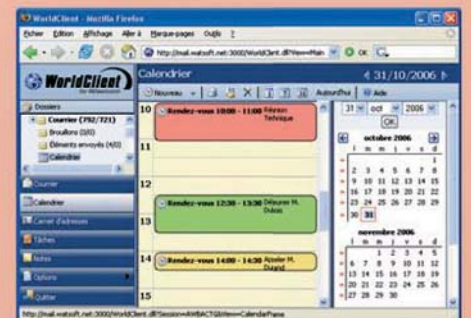 WorldClient - Mozilla Firefox
Fichier Edition Affichage Aller à Marque-pages Outils ?
http://mail.watsoft.net:3000/WorldClient.dll?View=Main
OK
WorldClient
Calendrier
31/10/2006
Nouveau
Aujourd'hui
Aide
Dossiers
Courrier (792/721)
Brouillons (0/0)
Éléments envoyés (4/0)
Calendrier
Courrier
Calendrier
Carnet d'adresses
Tâches
Notes
Options
Quitter
10 Rendez-vous 10:00 - 11:00 Réunion
Technique
11
12
Rendez-vous 12:30 - 13:30 Déjeuner M.
Dubois
13
14 Rendez-vous 14:00 - 14:30 Appeler M.
Durand
15
31 oct 2006
OK
octobre 2006
l m m j v s d
1
2 3 4 5 6 7 8
9 10 11 12 13 14 15
16 17 18 19 20 21 22
23 24 25 26 27 28 29
30 31
novembre 2006
l m m j v s d
1 2 3 4 5
6 7 8 9 10 11 12
13 14 15 16 17 18 19
20 21 22 23 24 25 26
27 28 29 30